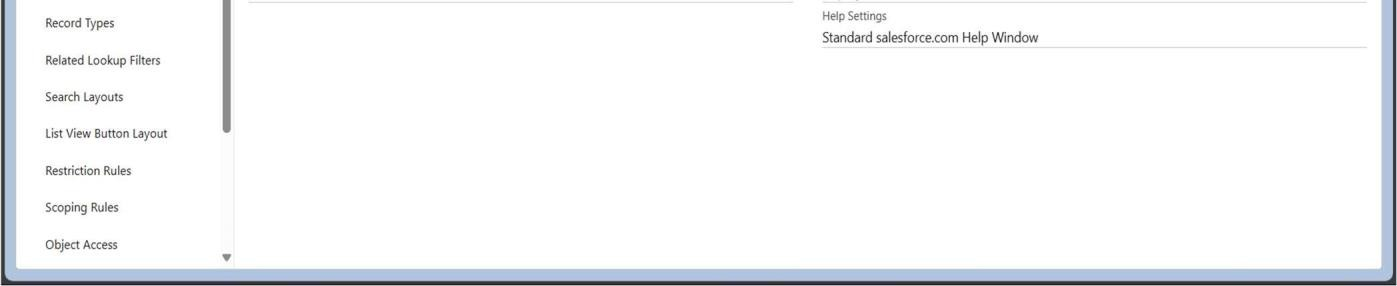 Record Types
Related Lookup Filters
Search Layouts
List View Button Layout
Restriction Rules
Scoping Rules
Object Access
Help Settings
Standard salesforce.com Help Window